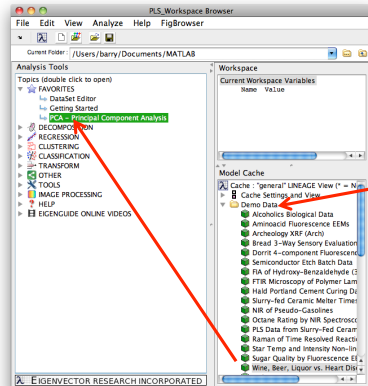 PLS_Workspace Browser
File Edit View Analyze Help FigBrowser
Current Folder: /Users/barry/Documents/MATLAB
Analysis Tools
Topics (double click to open)
FAVORITES
DataSet Editor
Getting Started
PCA - Principal Component Analysis
DECOMPOSITION
REGRESSION
CLUSTERING
CLASSIFICATION
TRANSFORM
OTHER
TOOLS
IMAGE PROCESSING
HELP
EIGENGUIDE ONLINE VIDEOS
EIGENVECTOR RESEARCH INCORPORATED
Workspace
Current Workspace Variables
Name Value
Model Cache
Cache : "general" LINEAGE View (* = N
Cache Settings and View
Demo Data
Alcoholics Biological Data
Aminoacid Fluorescence EEMs
Archeology XRF (Arch)
Bread 3-Way Sensory Evaluation
Dorrit 4-component Fluorescenc
Semiconductor Etch Batch Data
FIA of Hydroxy-Benzaldehyde (3
FTIR Microscopy of Polymer Lam
Hald Portland Cement Curing Da
Slurry-fed Ceramic Melter Times
NIR of Pseudo-Gasolines
Octane Rating by NIR Spectrosc
PLS Data from Slurry-Fed Ceram
Raman of Time Resolved Reactio
Star Temp and Intensity Non-lin
Sugar Quality by Fluorescence E
Wine, Beer, Liquor vs. Heart Dis